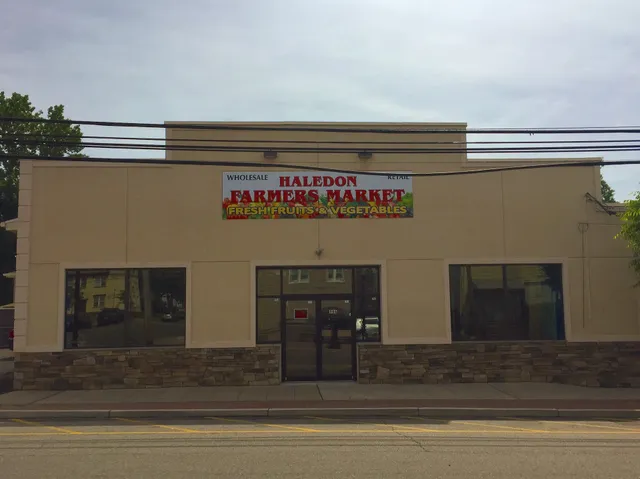 WHOLESALE
RETAIL
HALEDON
FARMERS MARKET
FRESH FRUITS & VEGETABLES